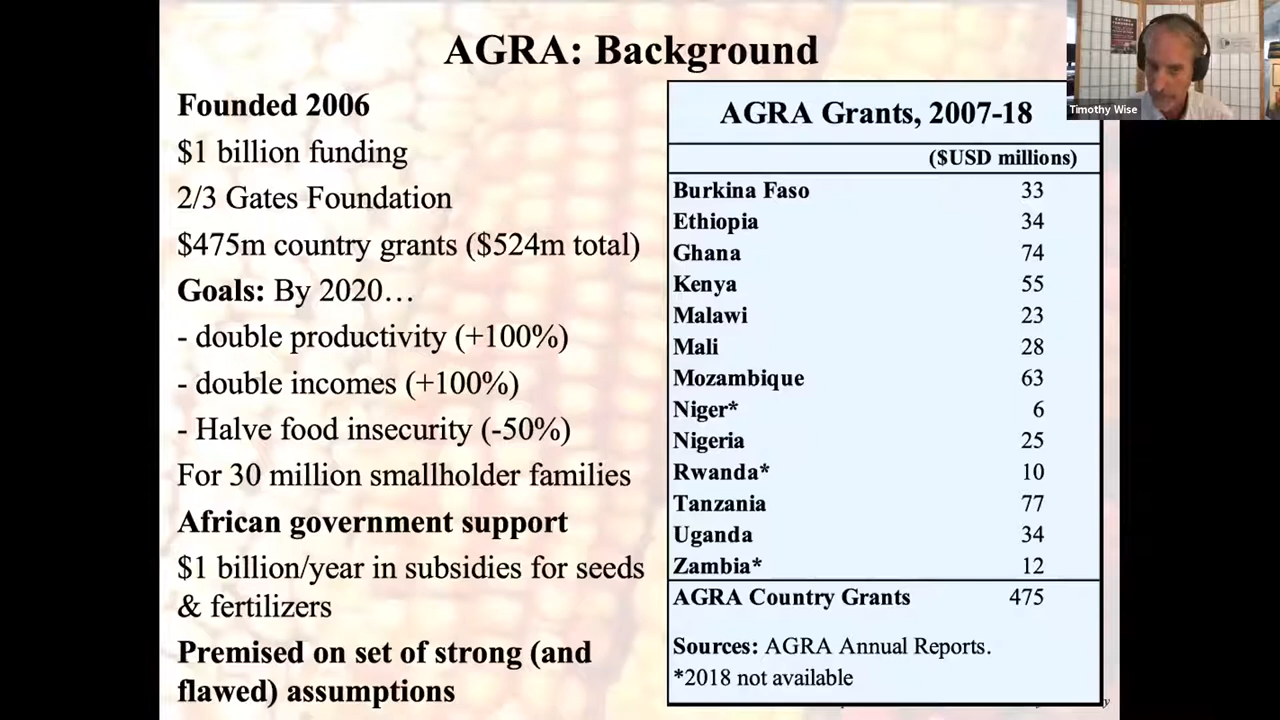 AGRA: Background
Founded 2006
$1 billion funding
2/3 Gates Foundation
$475m country grants ($524m total)
Goals: By 2020…
- double productivity (+100%)
- double incomes (+100%)
- Halve food insecurity (-50%)
For 30 million smallholder families
African government support
$1 billion/year in subsidies for seeds
& fertilizers
Premised on set of strong (and
flawed) assumptions
AGRA Grants, 2007-18
($USD millions)
Burkina Faso 33
Ethiopia 34
Ghana 74
Kenya 55
Malawi 23
Mali 28
Mozambique 63
Niger* 6
Nigeria 25
Rwanda* 10
Tanzania 77
Uganda 34
Zambia* 12
AGRA Country Grants 475
Sources: AGRA Annual Reports.
*2018 not available
Timothy Wise